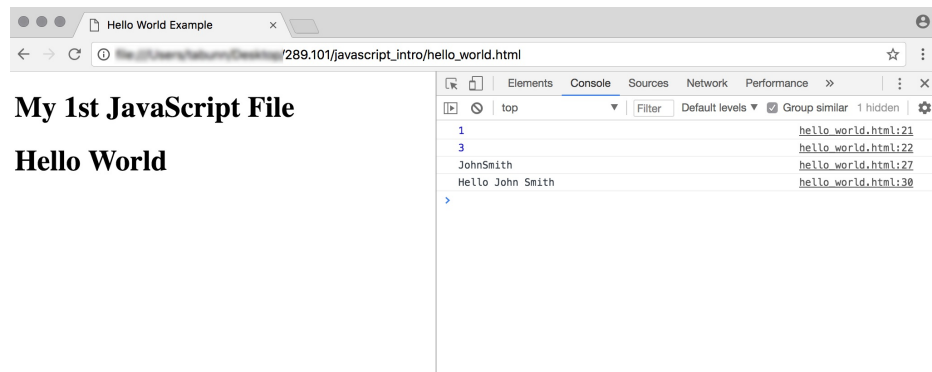 Hello World Example
/289.101/javascript_intro/hello_world.html
My 1st JavaScript File
Hello World
Elements Console Sources Network Performance
top Filter Default levels Group similar 1 hidden
1 hello_world.html:21
3 hello_world.html:22
JohnSmith hello_world.html:27
Hello John Smith hello_world.html:30